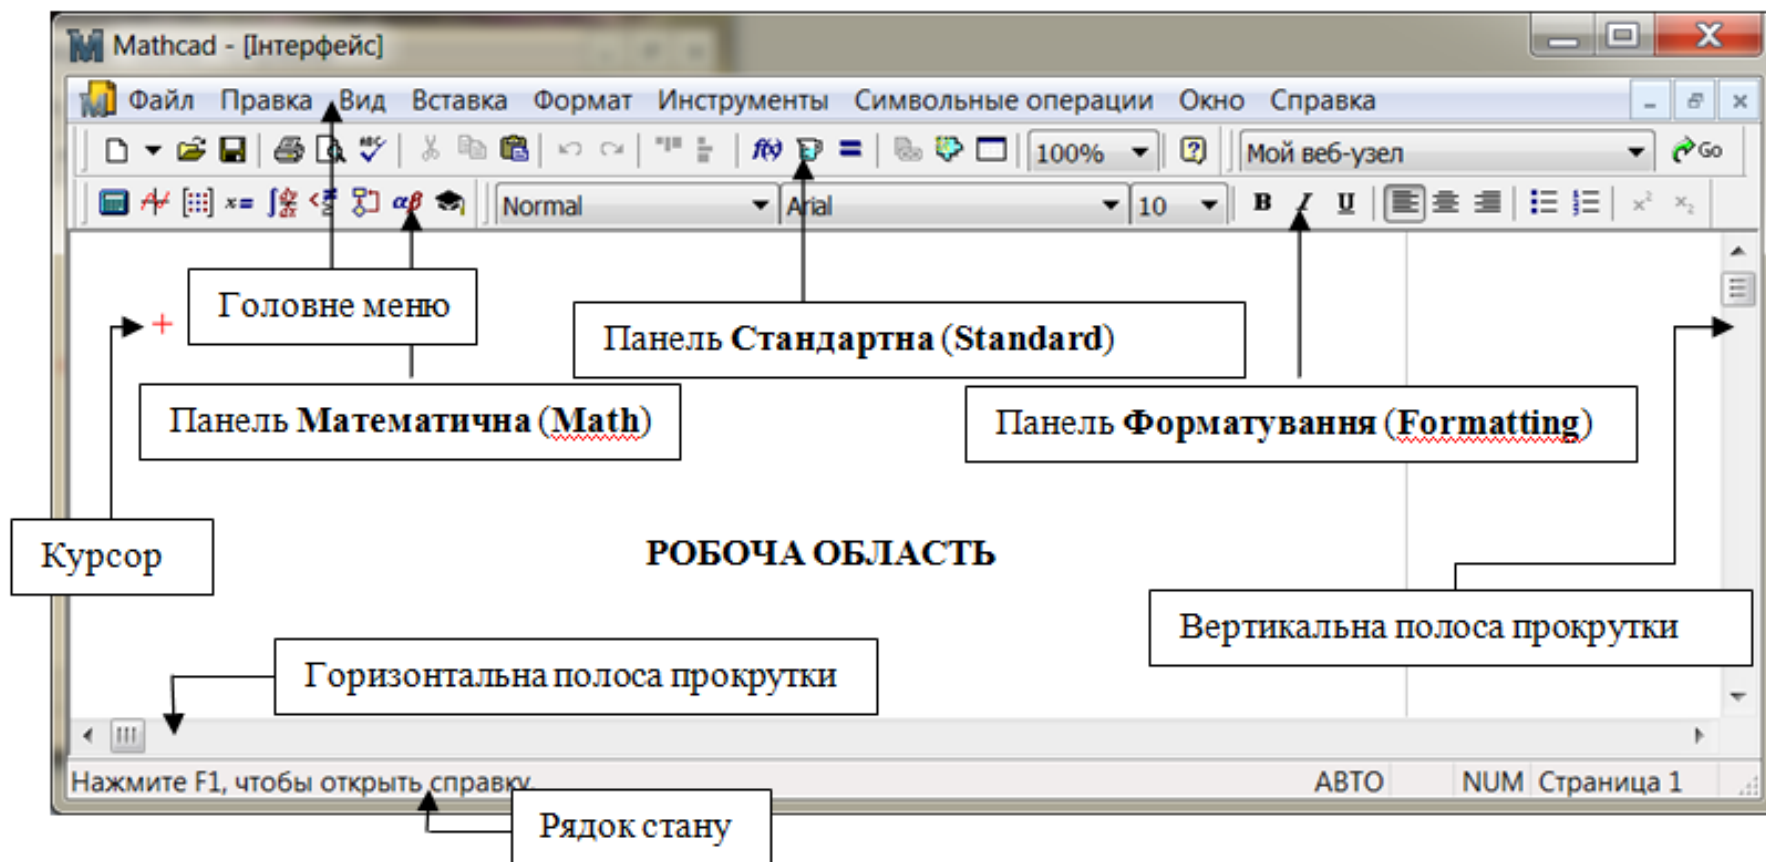 Mathcad - [Інтерфейс]
Файл Правка Вид Вставка Формат Инструменты Символьные операции Окно Справка
100% Мой веб-узел Go
Normal Arial 10 B I U
Головне меню
Панель Стандартна (Standard)
Панель Математична (Math)
Панель Форматування (Formatting)
Курсор
РОБОЧА ОБЛАСТЬ
Вертикальна полоса прокрутки
Горизонтальна полоса прокрутки
Нажмите F1, чтобы открыть справку. АВТО NUM Страница 1
Рядок стану